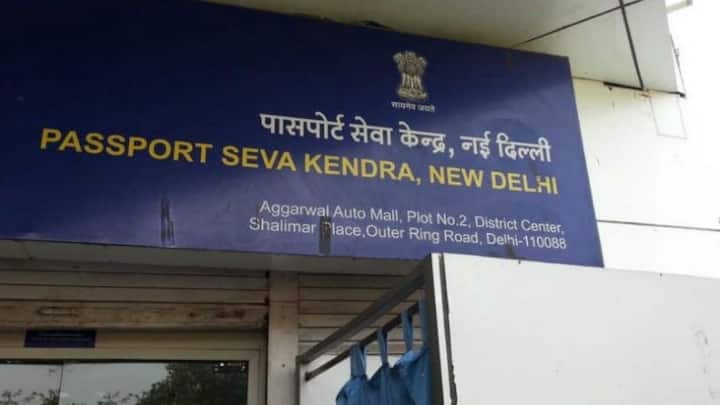 सत्यमेव जयते
पासपोर्ट सेवा केन्द्र, नई दिल्ली
PASSPORT SEVA KENDRA, NEW DELHI
Aggarwal Auto Mall, Plot No.2, District Center,
Shalimar Place,Outer Ring Road, Delhi-110088